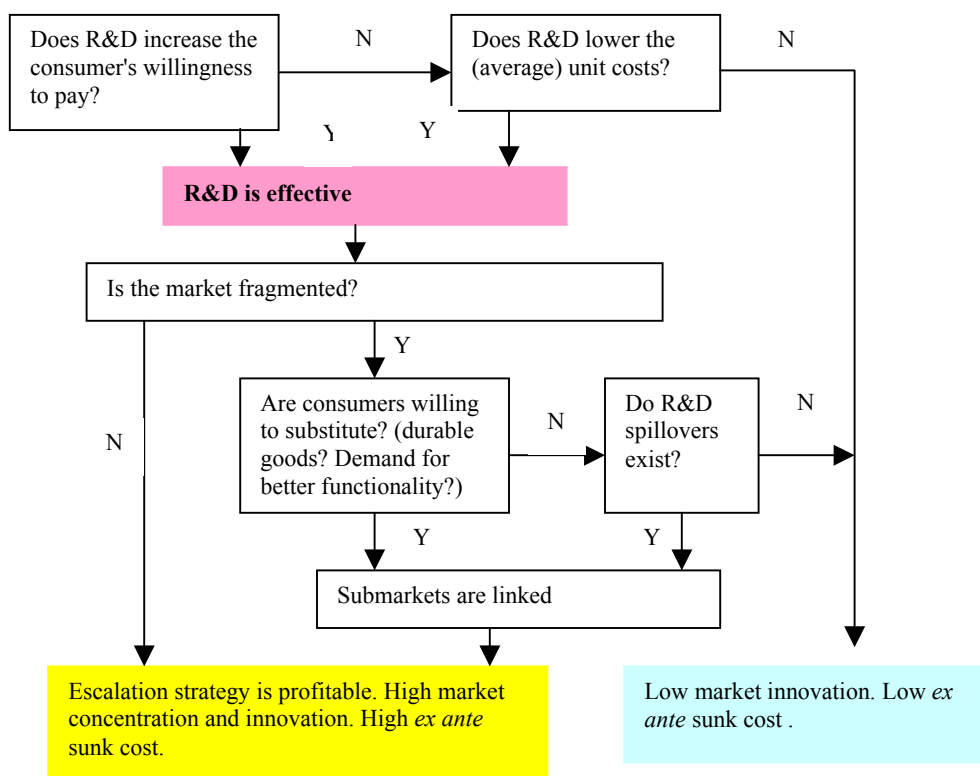 Does R&D increase the
consumer's willingness
to pay?
N
Does R&D lower the
(average) unit costs?
N
Y
Y
R&D is effective
Is the market fragmented?
Y
N
Are consumers willing
to substitute? (durable
goods? Demand for
better functionality?)
N
Do R&D
spillovers
exist?
N
Y
Y
Submarkets are linked
Escalation strategy is profitable. High market
concentration and innovation. High ex ante
sunk cost.
Low market innovation. Low ex
ante sunk cost .